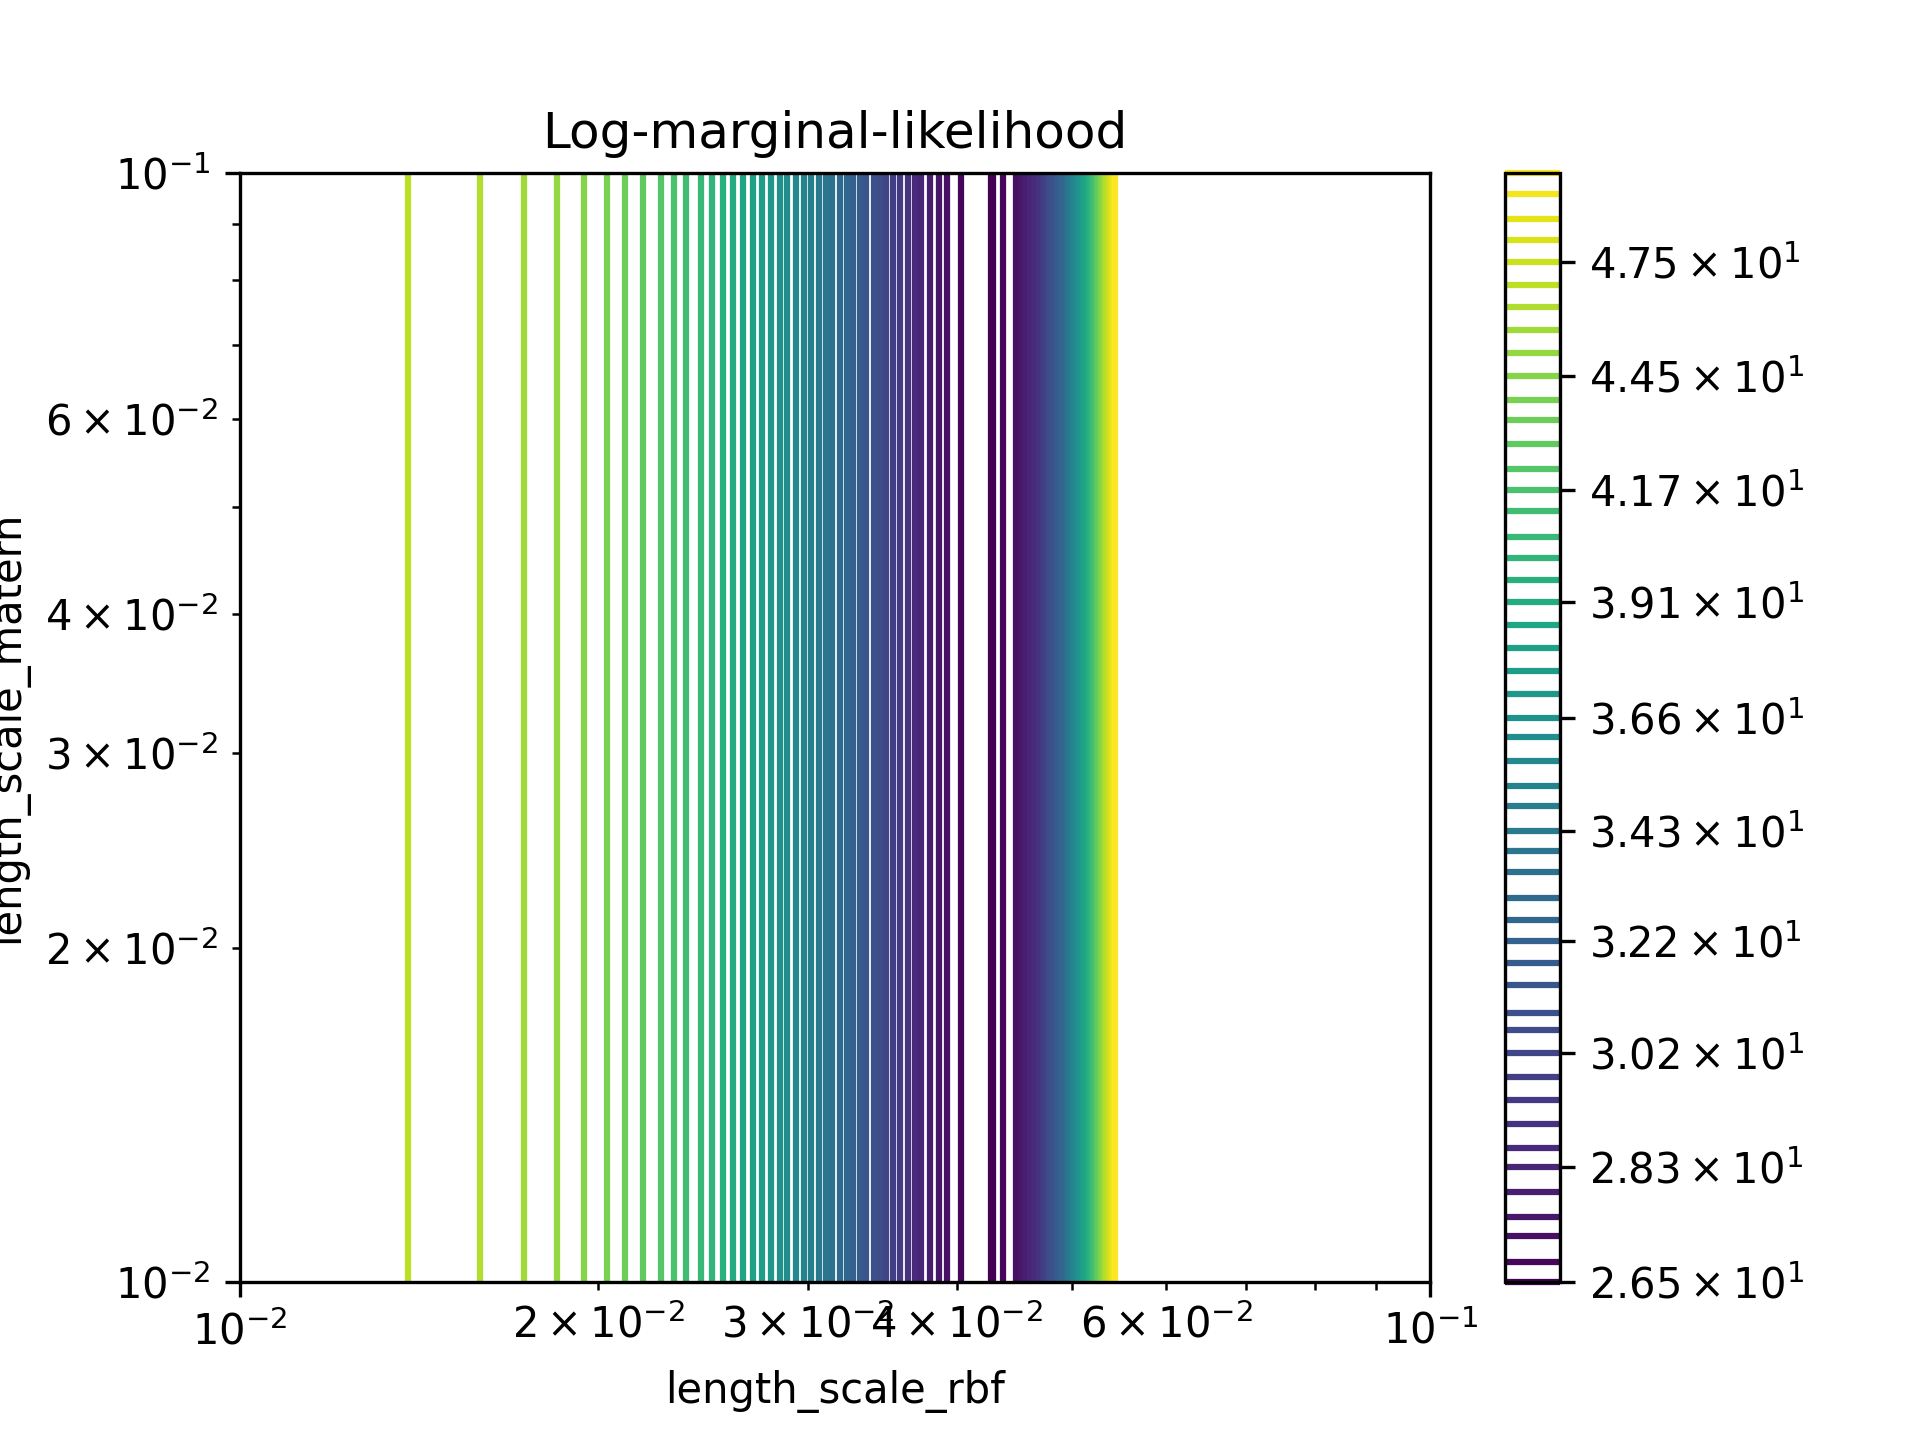 Log-marginal-likelihood
10⁻¹
6 × 10⁻²
4 × 10⁻²
3 × 10⁻²
2 × 10⁻²
10⁻²
length_scale_matern
10⁻² 2 × 10⁻² 3 × 10⁻² 4 × 10⁻² 6 × 10⁻² 10⁻¹
length_scale_rbf
4.75 × 10¹
4.45 × 10¹
4.17 × 10¹
3.91 × 10¹
3.66 × 10¹
3.43 × 10¹
3.22 × 10¹
3.02 × 10¹
2.83 × 10¹
2.65 × 10¹